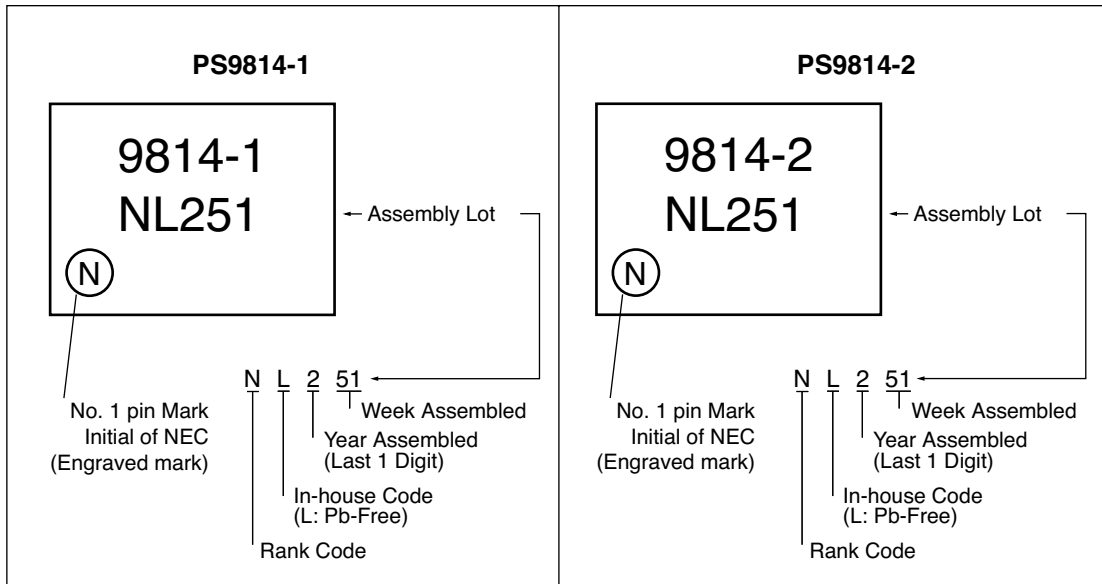 PS9814-1
9814-1
NL251
N
Assembly Lot
N L 2 51
No. 1 pin Mark
Initial of NEC
(Engraved mark)
Week Assembled
Year Assembled
(Last 1 Digit)
In-house Code
(L: Pb-Free)
Rank Code
PS9814-2
9814-2
NL251
N
Assembly Lot
N L 2 51
No. 1 pin Mark
Initial of NEC
(Engraved mark)
Week Assembled
Year Assembled
(Last 1 Digit)
In-house Code
(L: Pb-Free)
Rank Code